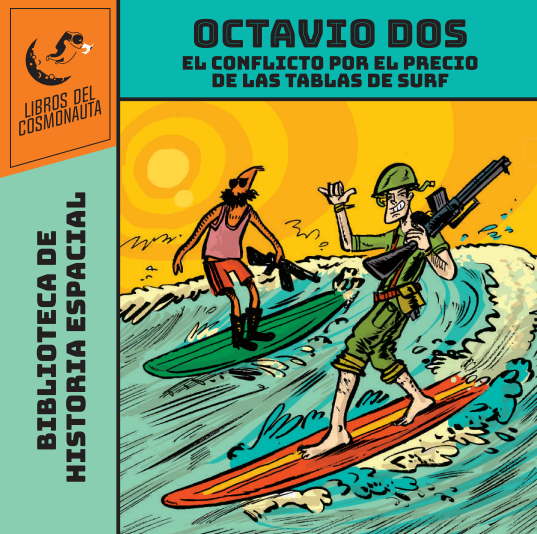 LIBROS DEL
COSMONAUTA
OCTAVIO DOS
EL CONFLICTO POR EL PRECIO
DE LAS TABLAS DE SURF
BIBLIOTECA DE
HISTORIA ESPACIAL